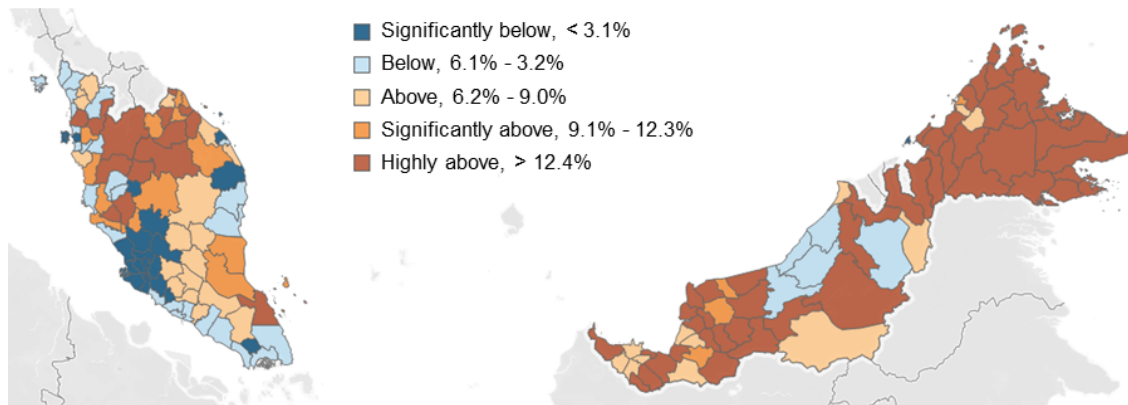 Significantly below, < 3.1%
Below, 6.1% - 3.2%
Above, 6.2% - 9.0%
Significantly above, 9.1% - 12.3%
Highly above, > 12.4%